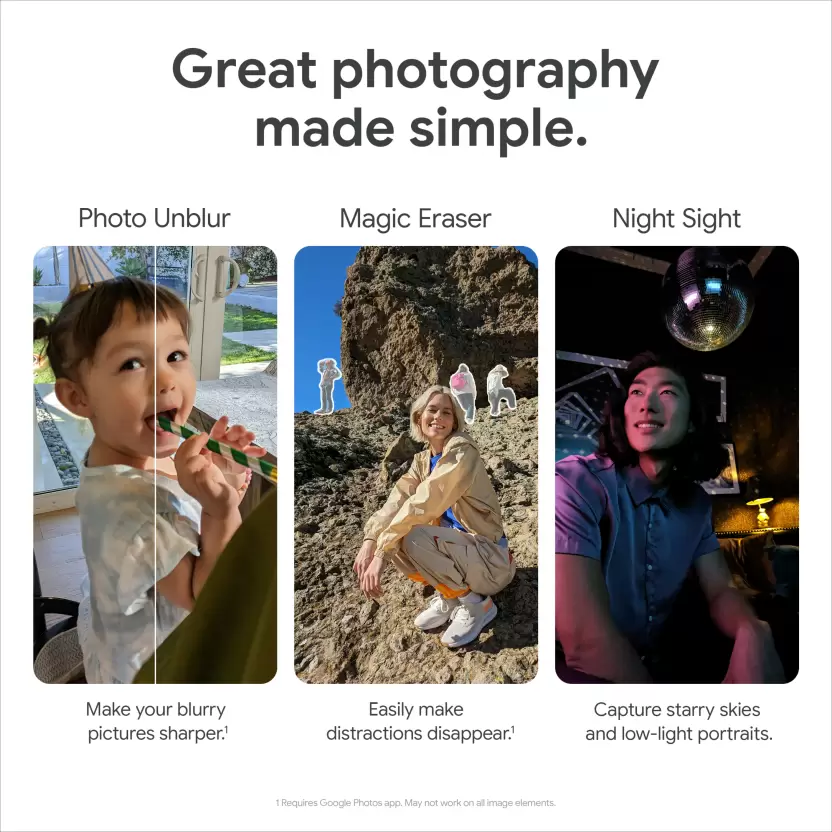 Great photography
made simple.
Photo Unblur
Magic Eraser
Night Sight
Make your blurry
pictures sharper.¹
Easily make
distractions disappear.¹
Capture starry skies
and low-light portraits.
1 Requires Google Photos app. May not work on all image elements.